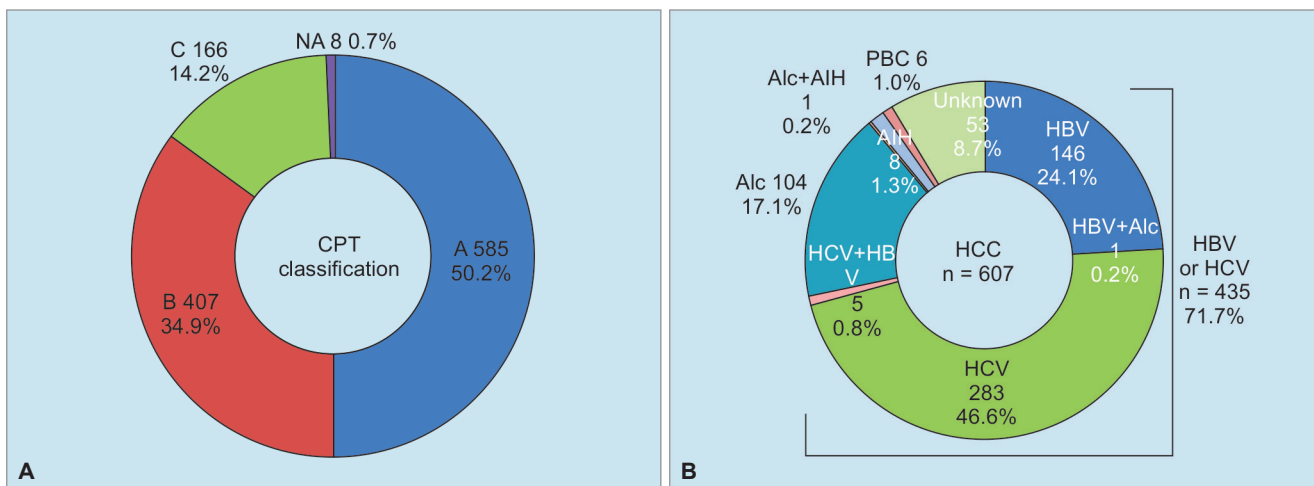 NA 8 0.7%
C 166
14.2%
CPT
classification
A 585
50.2%
B 407
34.9%
A
PBC 6
1.0%
Alc+AIH
1
0.2%
Unknown
53
8.7%
HBV
146
24.1%
AIH
8
1.3%
Alc 104
17.1%
HBV+Alc
1
0.2%
HCV+HB
V
5
0.8%
HCC
n = 607
HBV
or HCV
n = 435
71.7%
HCV
283
46.6%
B